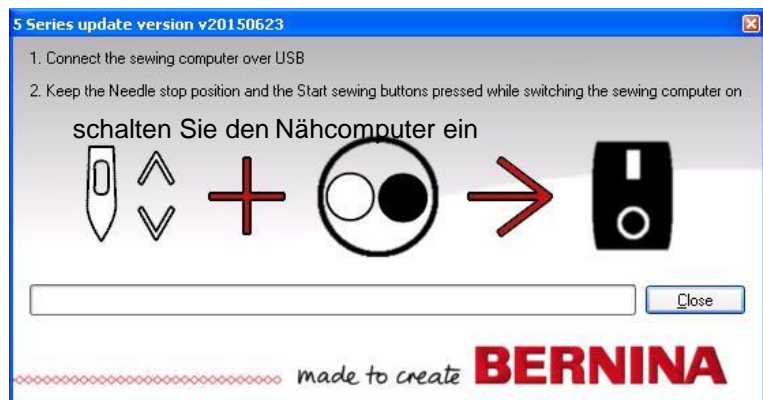 5 Series update version v20150623
1. Connect the sewing computer over USB
2. Keep the Needle stop position and the Start sewing buttons pressed while switching the sewing computer on
schalten Sie den Nähcomputer ein
Close
made to create BERNINA